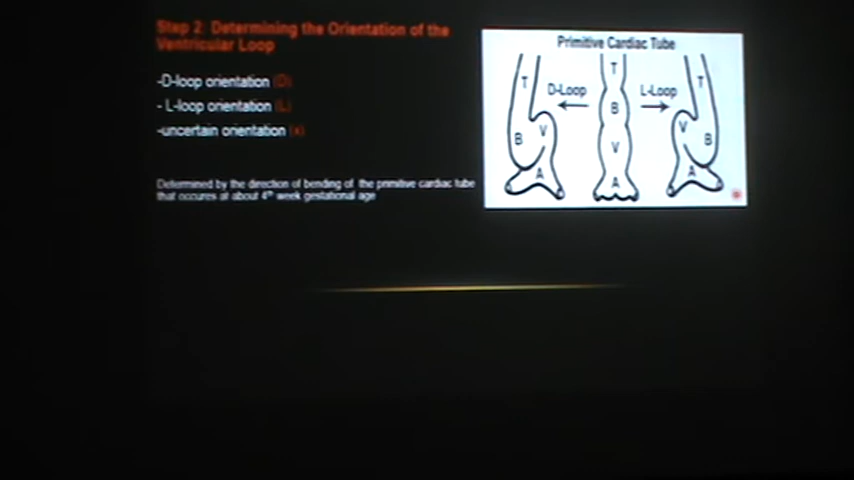 Step 2: Determining the Orientation of the
Ventricular Loop
-D-loop orientation (D)
- L-loop orientation (L)
-uncertain orientation (x)
Determined by the direction of bending of the primitive cardiac tube
that occures at about 4th week gestational age
Primitive Cardiac Tube
T
T
T
D-Loop
L-Loop
B
V
V
B
V
B
A
A
A